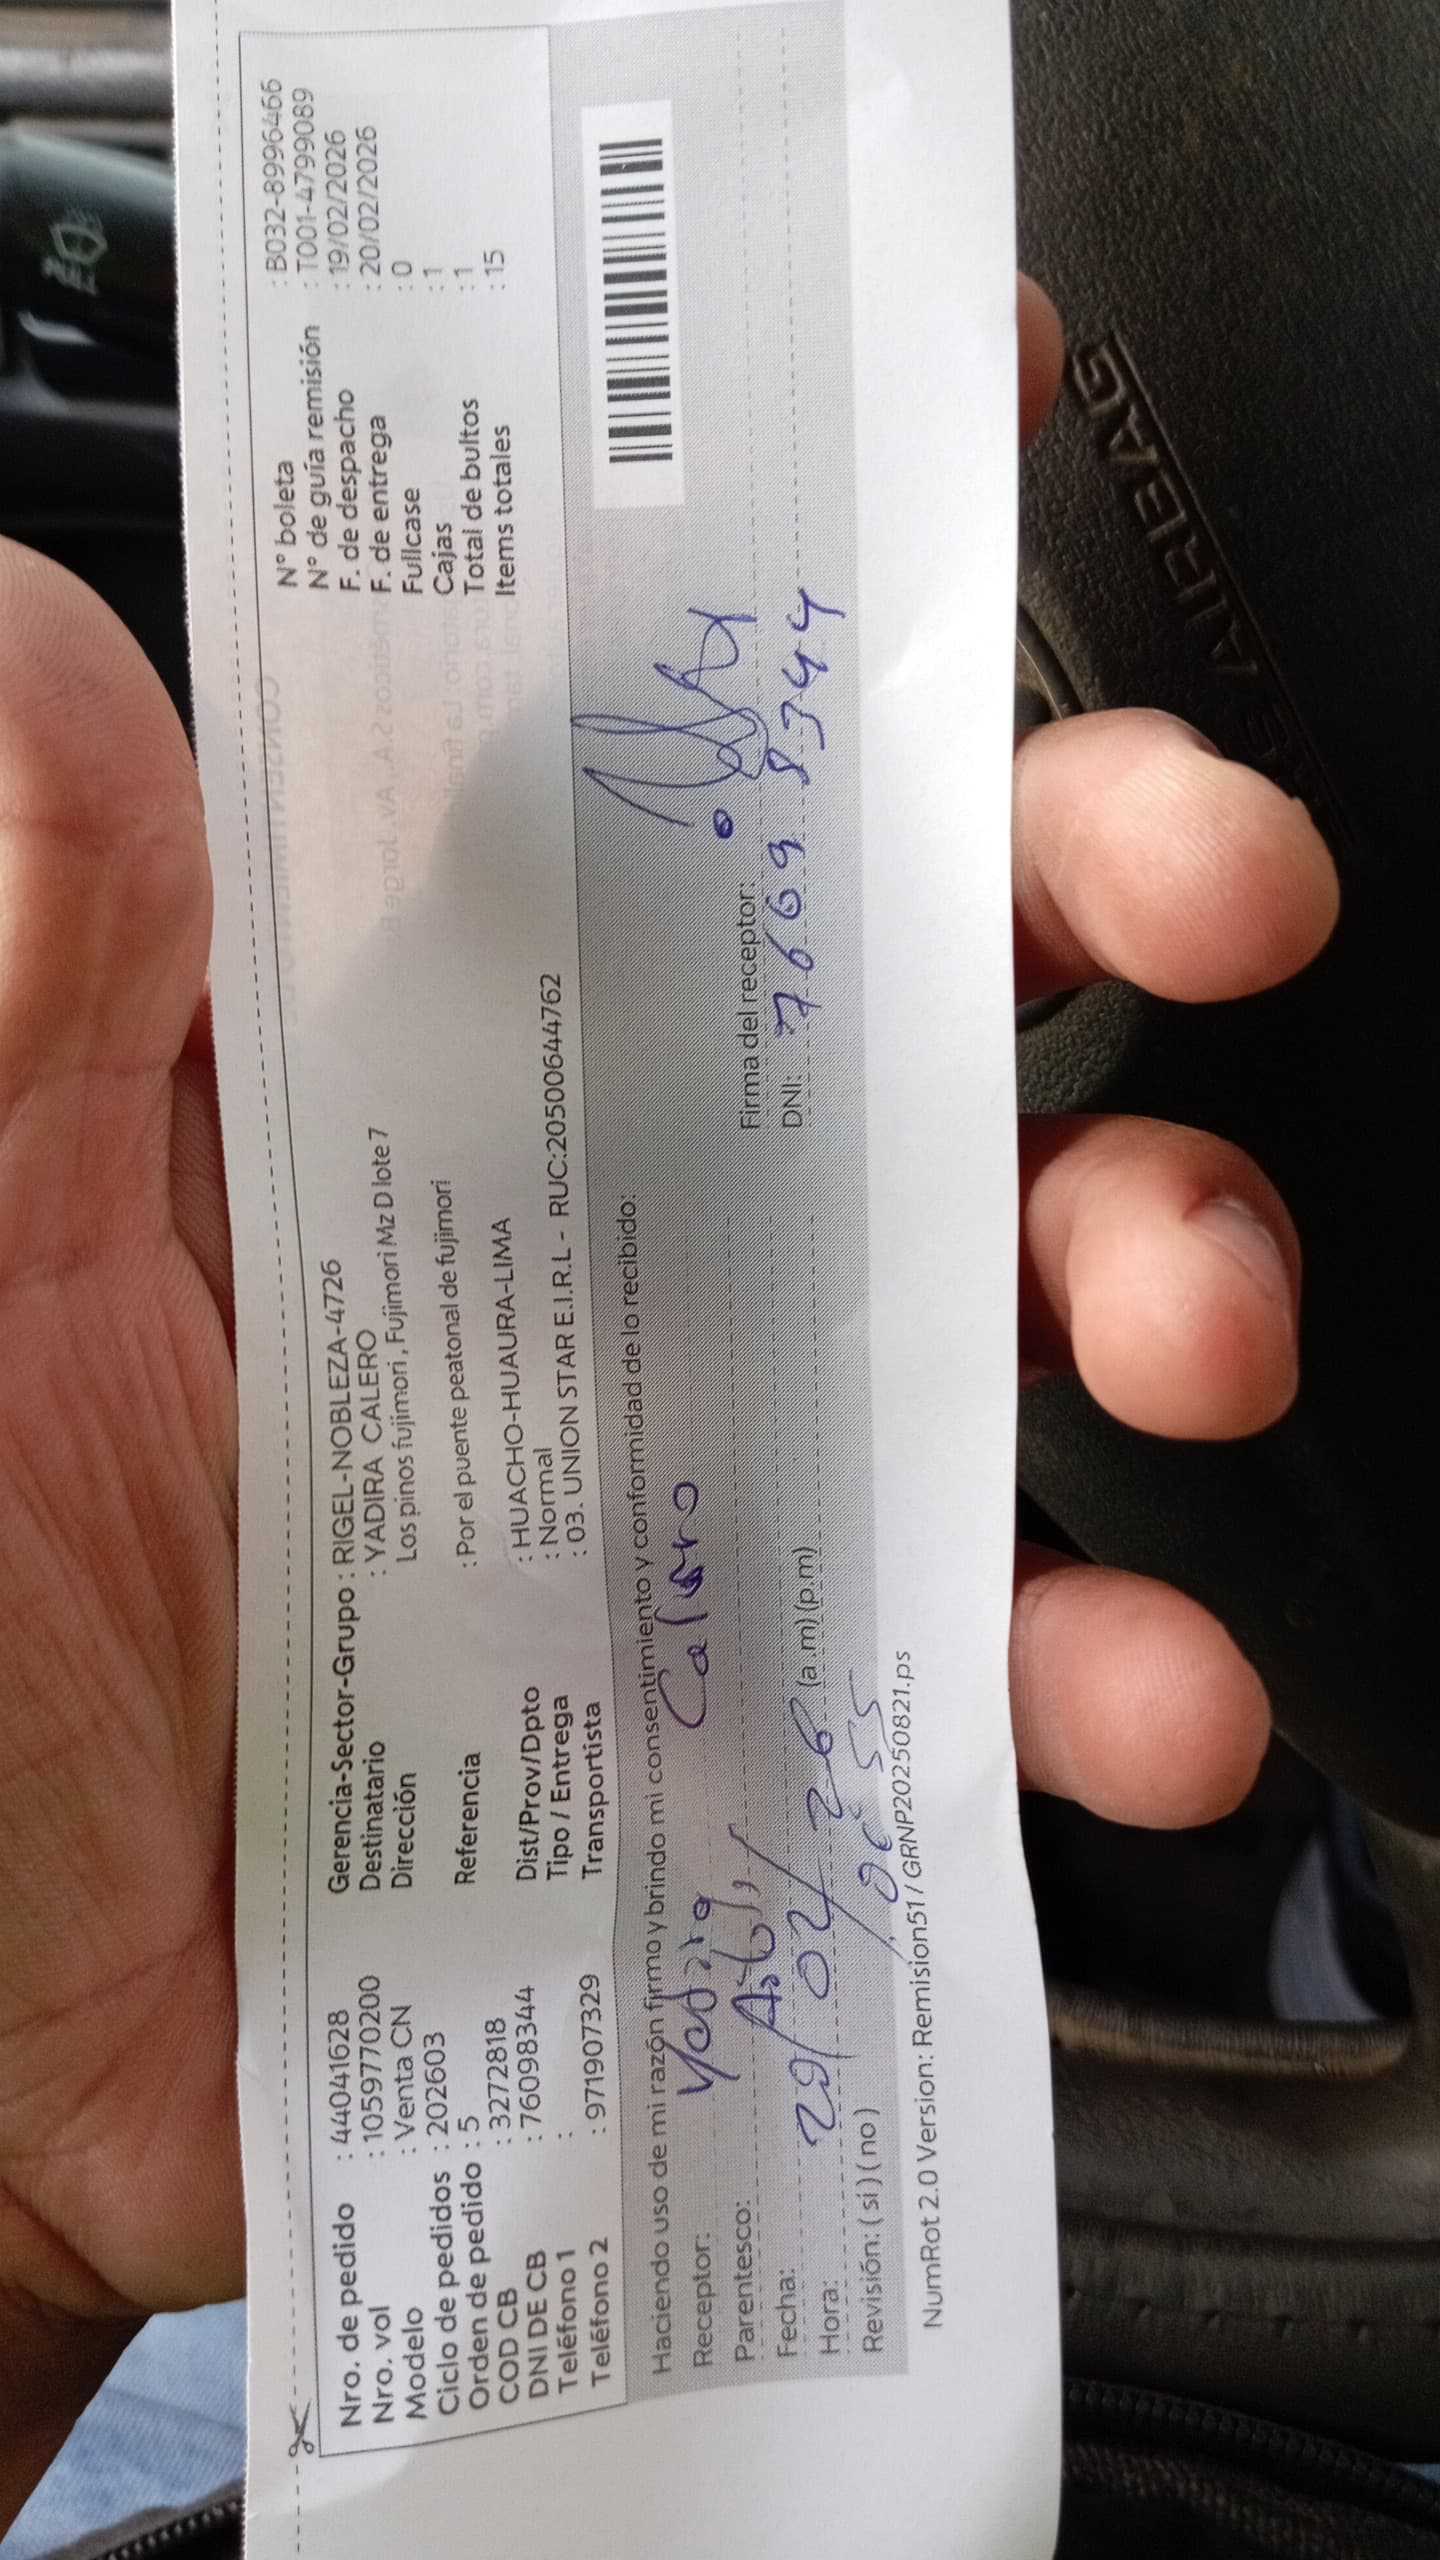 Nro. de pedido : 44041628
Nro. vol : 1059770200
Modelo : Venta CN
Ciclo de pedidos : 202603
Orden de pedido : 5
COD CB : 3272818
DNI DE CB : 76098344
Teléfono 1 :
Teléfono 2 : 971907329
Gerencia-Sector-Grupo : RIGEL-NOBLEZA-4726
Destinatario : YADIRA CALERO
Dirección Los pinos fujimori , Fujimori Mz D lote 7
Referencia : Por el puente peatonal de fujimori
Dist/Prov/Dpto : HUACHO-HUAURA-LIMA
Tipo / Entrega : Normal
Transportista : 03. UNION STAR E.I.R.L - RUC:20500644762
N° boleta : B032-8996466
N° de guía remisión : T001-4799089
F. de despacho : 19/02/2026
F. de entrega : 20/02/2026
Fullcase : 0
Cajas : 1
Total de bultos : 1
Items totales : 15
Haciendo uso de mi razón firmo y brindo mi consentimiento y conformidad de lo recibido:
Receptor: Yadira
Parentesco:
Fecha: 20/02/26
Hora: (a.m) (p.m)
Revisión: ( sí ) ( no ) 55
Firma del receptor:
DNI: 76098344
NumRot 2.0 Version: Remision51 / GRNP20250821.ps
AIRBAG